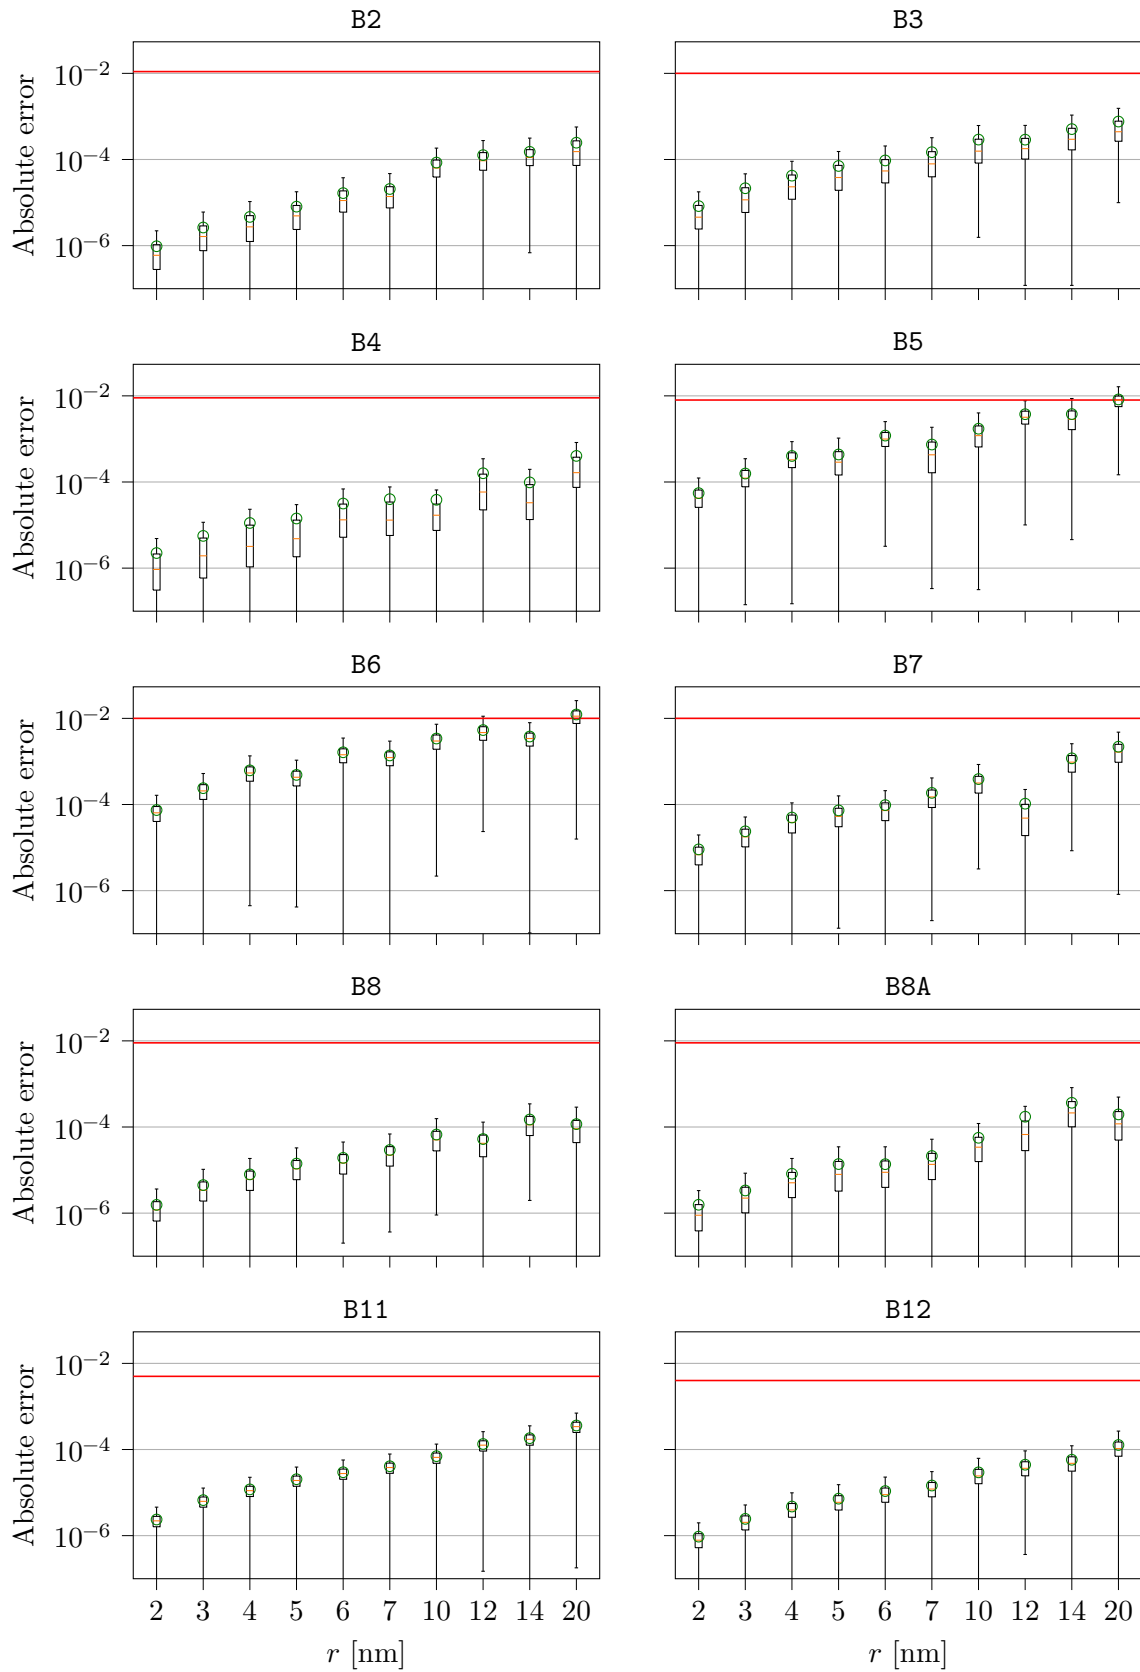 B2 B3
Absolute error
10⁻²
10⁻⁴
10⁻⁶
B4 B5
Absolute error
10⁻²
10⁻⁴
10⁻⁶
B6 B7
Absolute error
10⁻²
10⁻⁴
10⁻⁶
B8 B8A
Absolute error
10⁻²
10⁻⁴
10⁻⁶
B11 B12
Absolute error
10⁻²
10⁻⁴
10⁻⁶
2 3 4 5 6 7 10 12 14 20 2 3 4 5 6 7 10 12 14 20
r [nm] r [nm]